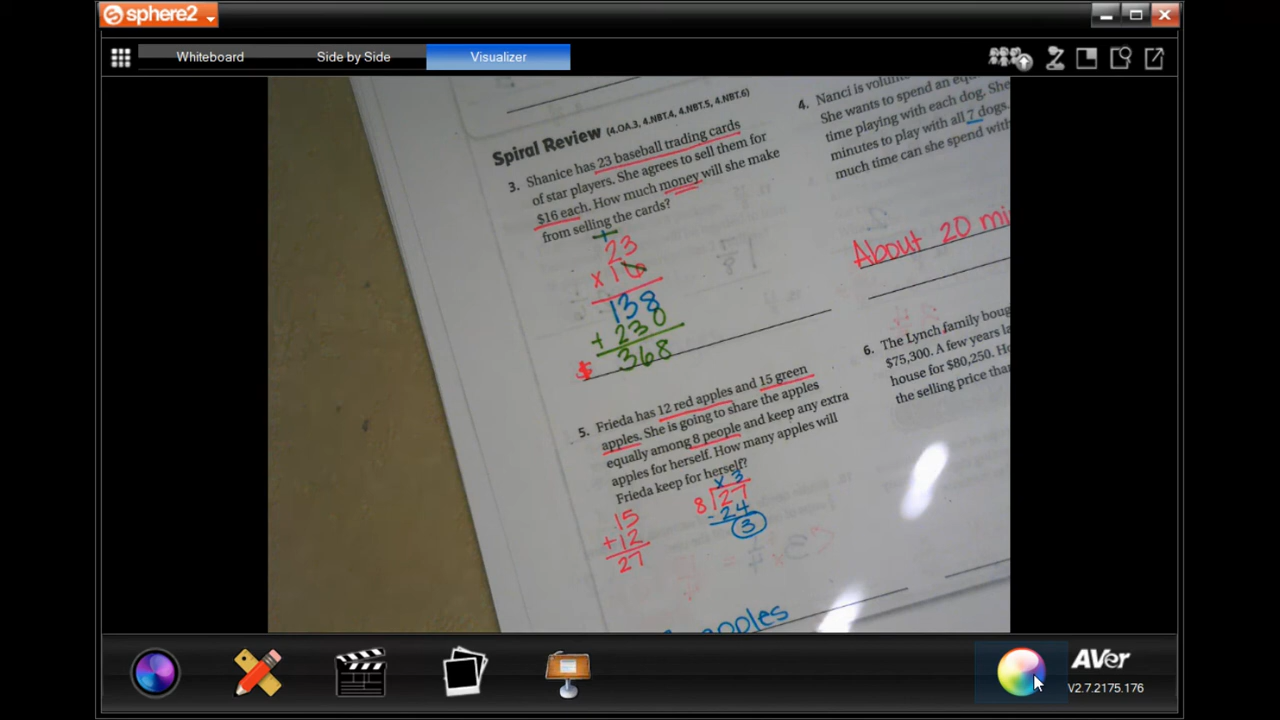 sphere2
Whiteboard Side by Side Visualizer
Spiral Review (4.OA.3, 4.NBT.4, 4.NBT.5, 4.NBT.6)
3. Shanice has 23 baseball trading cards
of star players. She agrees to sell them for
$16 each. How much money will she make
from selling the cards?
1
23
x 16
138
+ 238
$ 368
4. Nanci is
She wants to spend an
time playing with each dog. She
minutes to play with all 7 dogs.
much time can she spend with
About 20
5. Frieda has 12 red apples and 15 green
apples. She is going to share the apples
equally among 8 people and keep any extra
apples for herself. How many apples will
Frieda keep for herself?
15
+12
27
x 3
8 27
- 24
3
apples
6. The Lynch family
$75,300. A few years
house for $80,250.
the selling price
AVer
V2.7.2175.176